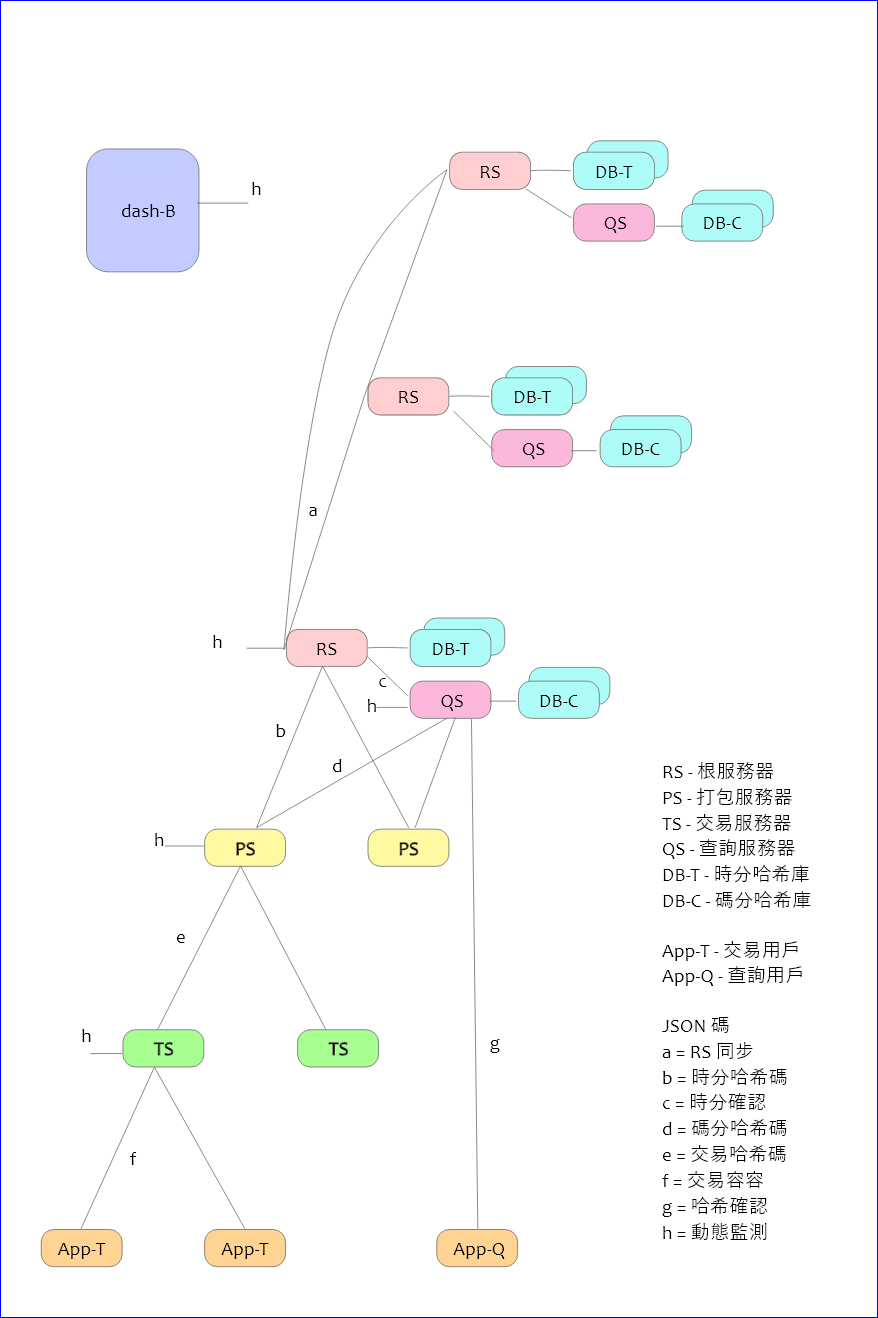 dash-B
h
RS
DB-T
QS
DB-C
RS
DB-T
QS
DB-C
a
h
RS
DB-T
c
h
QS
DB-C
b
d
h
PS
PS
e
h
TS
TS
g
f
App-T
App-T
App-Q
RS - 根服務器
PS - 打包服務器
TS - 交易服務器
QS - 查詢服務器
DB-T - 時分哈希庫
DB-C - 碼分哈希庫
App-T - 交易用戶
App-Q - 查詢用戶
JSON 碼
a = RS 同步
b = 時分哈希碼
c = 時分確認
d = 碼分哈希碼
e = 交易哈希碼
f = 交易容容
g = 哈希確認
h = 動態監測